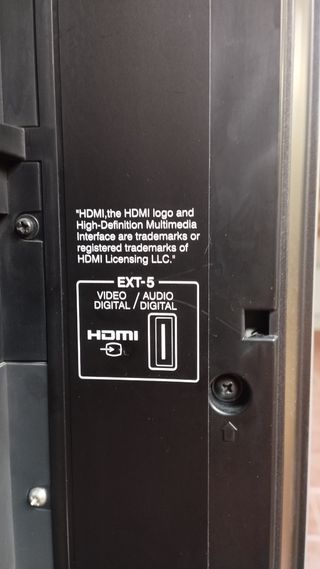 "HDMI,the HDMI logo and
High-Definition Multimedia
Interface are trademarks or
registered trademarks of
HDMI Licensing LLC."
EXT-5
VIDEO / AUDIO
DIGITAL / DIGITAL
HDMI